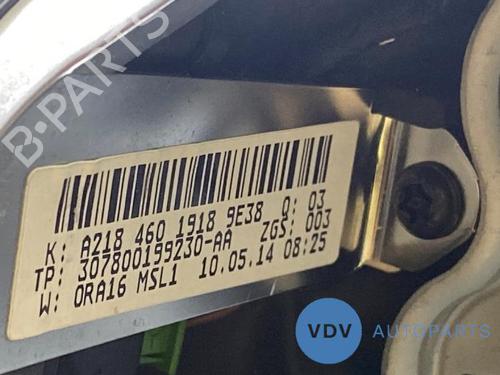 B-PARTS
K: A218 460 1918 9E38 Q: 03
TP: 307800199230-AA ZGS: 003
W: ORA16 MSL1 10.05.14 08:25
VDV AUTOPARTS